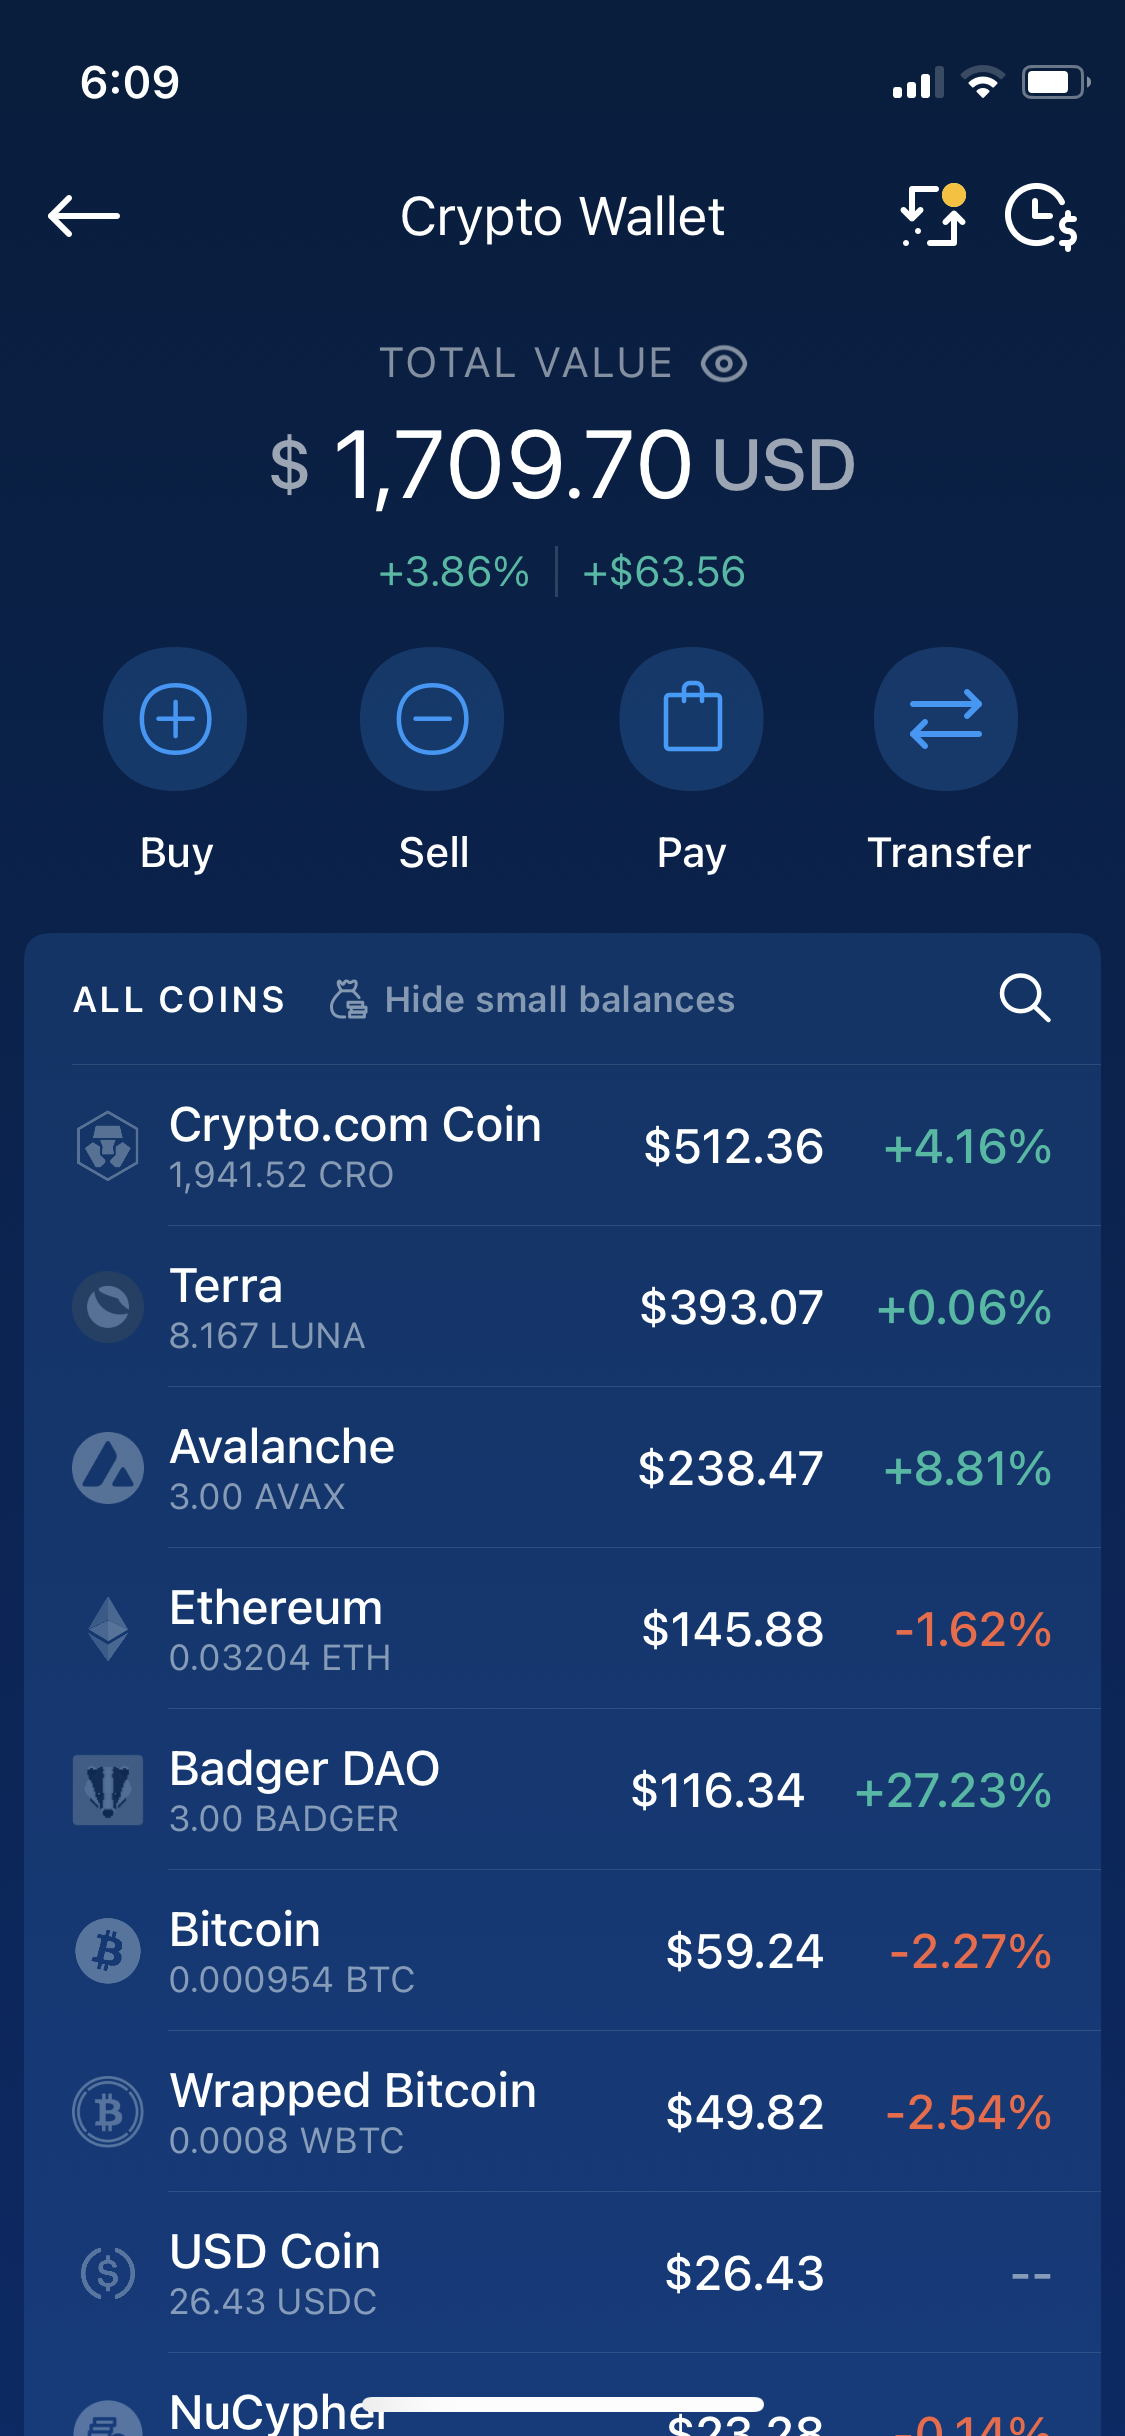 6:09
Crypto Wallet
TOTAL VALUE
$ 1,709.70 USD
+3.86% +$63.56
Buy Sell Pay Transfer
ALL COINS Hide small balances
Crypto.com Coin
1,941.52 CRO
$512.36 +4.16%
Terra
8.167 LUNA
$393.07 +0.06%
Avalanche
3.00 AVAX
$238.47 +8.81%
Ethereum
0.03204 ETH
$145.88 -1.62%
Badger DAO
3.00 BADGER
$116.34 +27.23%
Bitcoin
0.000954 BTC
$59.24 -2.27%
Wrapped Bitcoin
0.0008 WBTC
$49.82 -2.54%
USD Coin
26.43 USDC
$26.43 --
NuCypher
$23.28 -0.14%